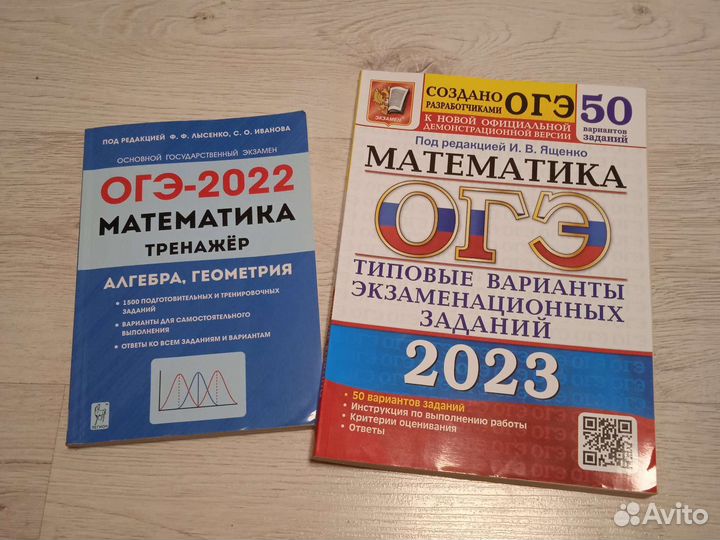 ПОД РЕДАКЦИЕЙ Ф. Ф. ЛЫСЕНКО, С. О. ИВАНОВА
ОСНОВНОЙ ГОСУДАРСТВЕННЫЙ ЭКЗАМЕН
ОГЭ-2022
МАТЕМАТИКА
ТРЕНАЖЁР
АЛГЕБРА, ГЕОМЕТРИЯ
• 1500 ПОДГОТОВИТЕЛЬНЫХ И ТРЕНИРОВОЧНЫХ
ЗАДАНИЙ
• ВАРИАНТЫ ДЛЯ САМОСТОЯТЕЛЬНОГО
ВЫПОЛНЕНИЯ
• ОТВЕТЫ КО ВСЕМ ЗАДАНИЯМ И ВАРИАНТАМ
ЛЕГИОН
ЭКЗАМЕН
СОЗДАНО
РАЗРАБОТЧИКАМИ ОГЭ
К НОВОЙ ОФИЦИАЛЬНОЙ
ДЕМОНСТРАЦИОННОЙ ВЕРСИИ
50
вариантов
заданий
Под редакцией И. В. Ященко
МАТЕМАТИКА
ОГЭ
ТИПОВЫЕ ВАРИАНТЫ
ЭКЗАМЕНАЦИОННЫХ
ЗАДАНИЙ
2023
• 50 вариантов заданий
• Инструкция по выполнению работы
• Критерии оценивания
• Ответы
Avito